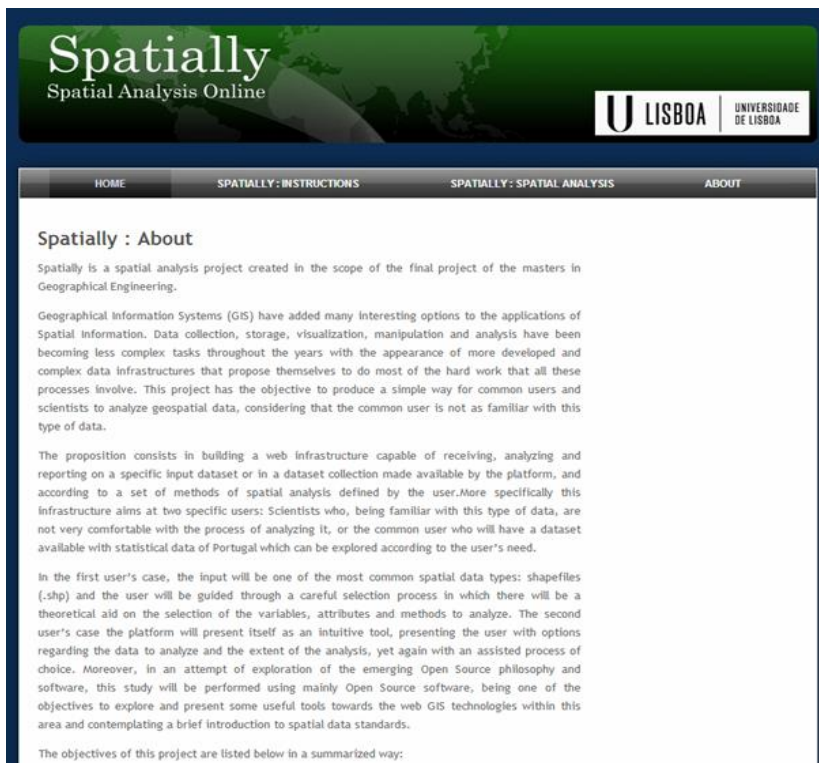 Spatially
Spatial Analysis Online
U LISBOA | UNIVERSIDADE
DE LISBOA
HOME SPATIALLY : INSTRUCTIONS SPATIALLY : SPATIAL ANALYSIS ABOUT
Spatially : About
Spatially is a spatial analysis project created in the scope of the final project of the masters in
Geographical Engineering.
Geographical Information Systems (GIS) have added many interesting options to the applications of
Spatial Information. Data collection, storage, visualization, manipulation and analysis have been
becoming less complex tasks throughout the years with the appearance of more developed and
complex data infrastructures that propose themselves to do most of the hard work that all these
processes involve. This project has the objective to produce a simple way for common users and
scientists to analyze geospatial data, considering that the common user is not as familiar with this
type of data.
The proposition consists in building a web infrastructure capable of receiving, analyzing and
reporting on a specific input dataset or in a dataset collection made available by the platform, and
according to a set of methods of spatial analysis defined by the user.More specifically this
infrastructure aims at two specific users: Scientists who, being familiar with this type of data, are
not very comfortable with the process of analyzing it, or the common user who will have a dataset
available with statistical data of Portugal which can be explored according to the user's need.
In the first user's case, the input will be one of the most common spatial data types: shapefiles
(.shp) and the user will be guided through a careful selection process in which there will be a
theoretical aid on the selection of the variables, attributes and methods to analyze. The second
user's case the platform will present itself as an intuitive tool, presenting the user with options
regarding the data to analyze and the extent of the analysis, yet again with an assisted process of
choice. Moreover, in an attempt of exploration of the emerging Open Source philosophy and
software, this study will be performed using mainly Open Source software, being one of the
objectives to explore and present some useful tools towards the web GIS technologies within this
area and contemplating a brief introduction to spatial data standards.
The objectives of this project are listed below in a summarized way: